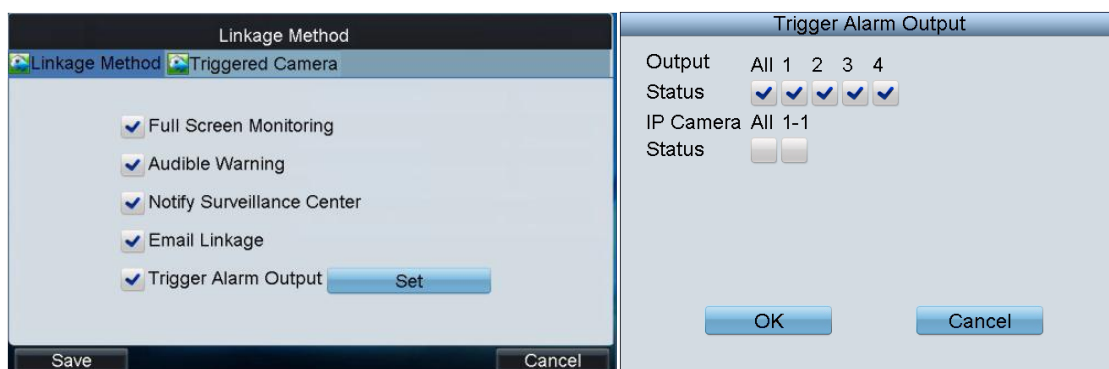 Linkage Method
Linkage Method Triggered Camera
Full Screen Monitoring
Audible Warning
Notify Surveillance Center
Email Linkage
Trigger Alarm Output Set
Save Cancel
Trigger Alarm Output
Output All 1 2 3 4
Status
IP Camera All 1-1
Status
OK Cancel